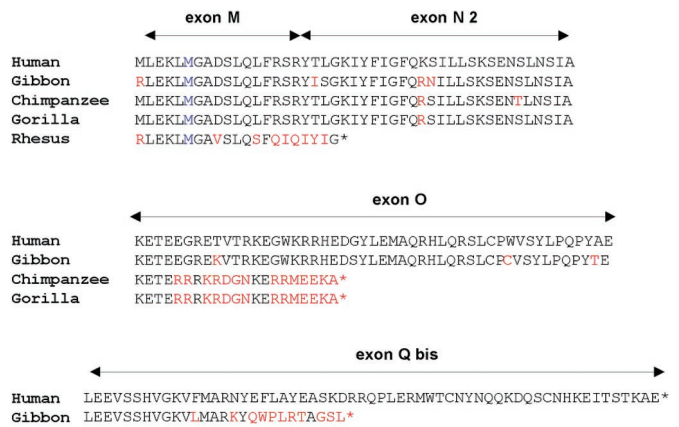 exon M exon N 2
Human MLEKLMGADSLQLFRSRYTLGKIYFIGFQKSILLSKSENSLNSIA
Gibbon RLEKLMGADSLQLFRSRYISGKIYFIGFQRNILLSKSENSLNSIA
Chimpanzee MLEKLMGADSLQLFRSRYTLGKIYFIGFQRSILLSKSENTLNSIA
Gorilla MLEKLMGADSLQLFRSRYTLGKIYFIGFQRSILLSKSENSLNSIA
Rhesus RLEKLMGAVSLQSFQIQIYIG*
exon O
Human KETEEGRETVTRKEGWKRRHEDGYLEMAQRHLQRSLCPWVSYLPQPYAE
Gibbon KETEEGREKVTRKEGWKRRHEDSYLEMAQRHLQRSLCPCVSYLPQPYTE
Chimpanzee KETERRRKRDGNKERRMEEKA*
Gorilla KETERRRKRDGNKERRMEEKA*
exon Q bis
Human LEEVSSHVGKVFMARNYEFLAYEASKDRRQPLERMWTCNYNQQKDQSCNHKEITSTKAE*
Gibbon LEEVSSHVGKVLMARKYQWPLRTAGSL*